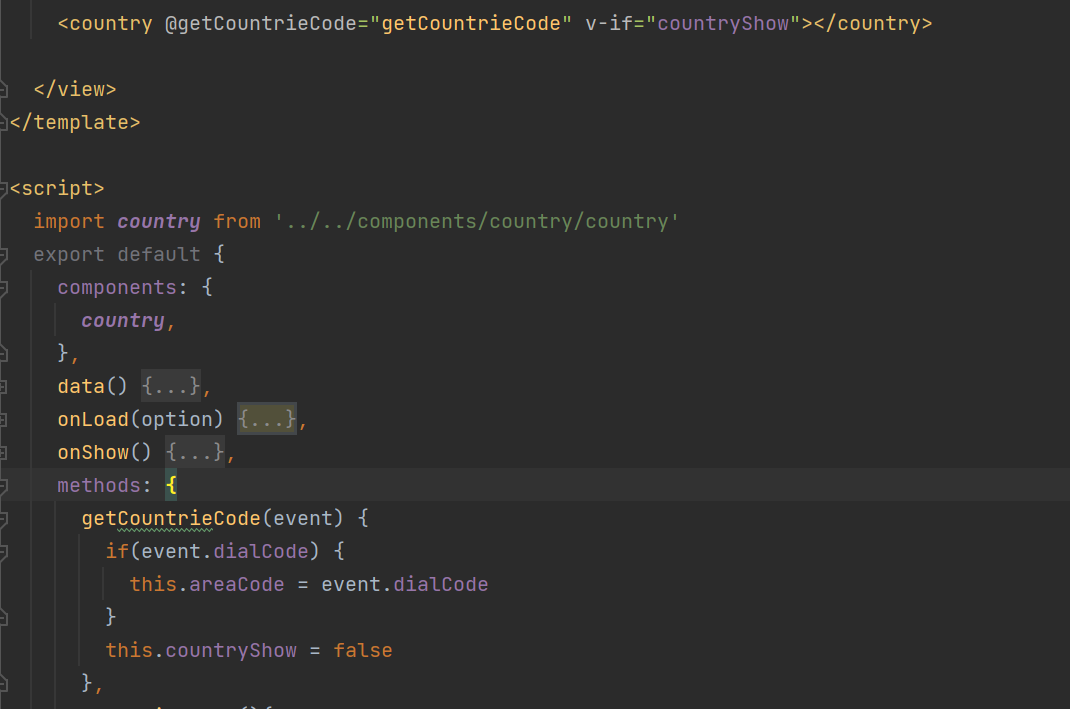 <country @getCountrieCode="getCountrieCode" v-if="countryShow"></country>
</view>
</template>
<script>
import country from '../../components/country/country'
export default {
components: {
country,
},
data() {...},
onLoad(option) {...},
onShow() {...},
methods: {
getCountrieCode(event) {
if(event.dialCode) {
this.areaCode = event.dialCode
}
this.countryShow = false
},